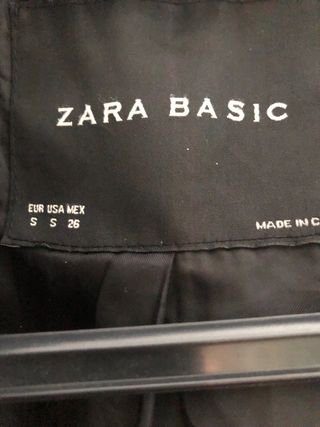 ZARA BASIC
EUR USA MEX
S S 26
MADE IN